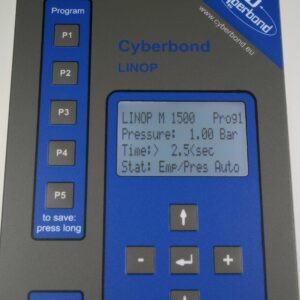 Program
P1
P2
P3
P4
P5
to save:
press long
www.cyberbond.eu
Cyberbond
LINOP
LINOP M 1500 Prog1
Pressure: 1.00 Bar
Time:> 2.5<sec
Stat: Emp/Pres Auto
-
+